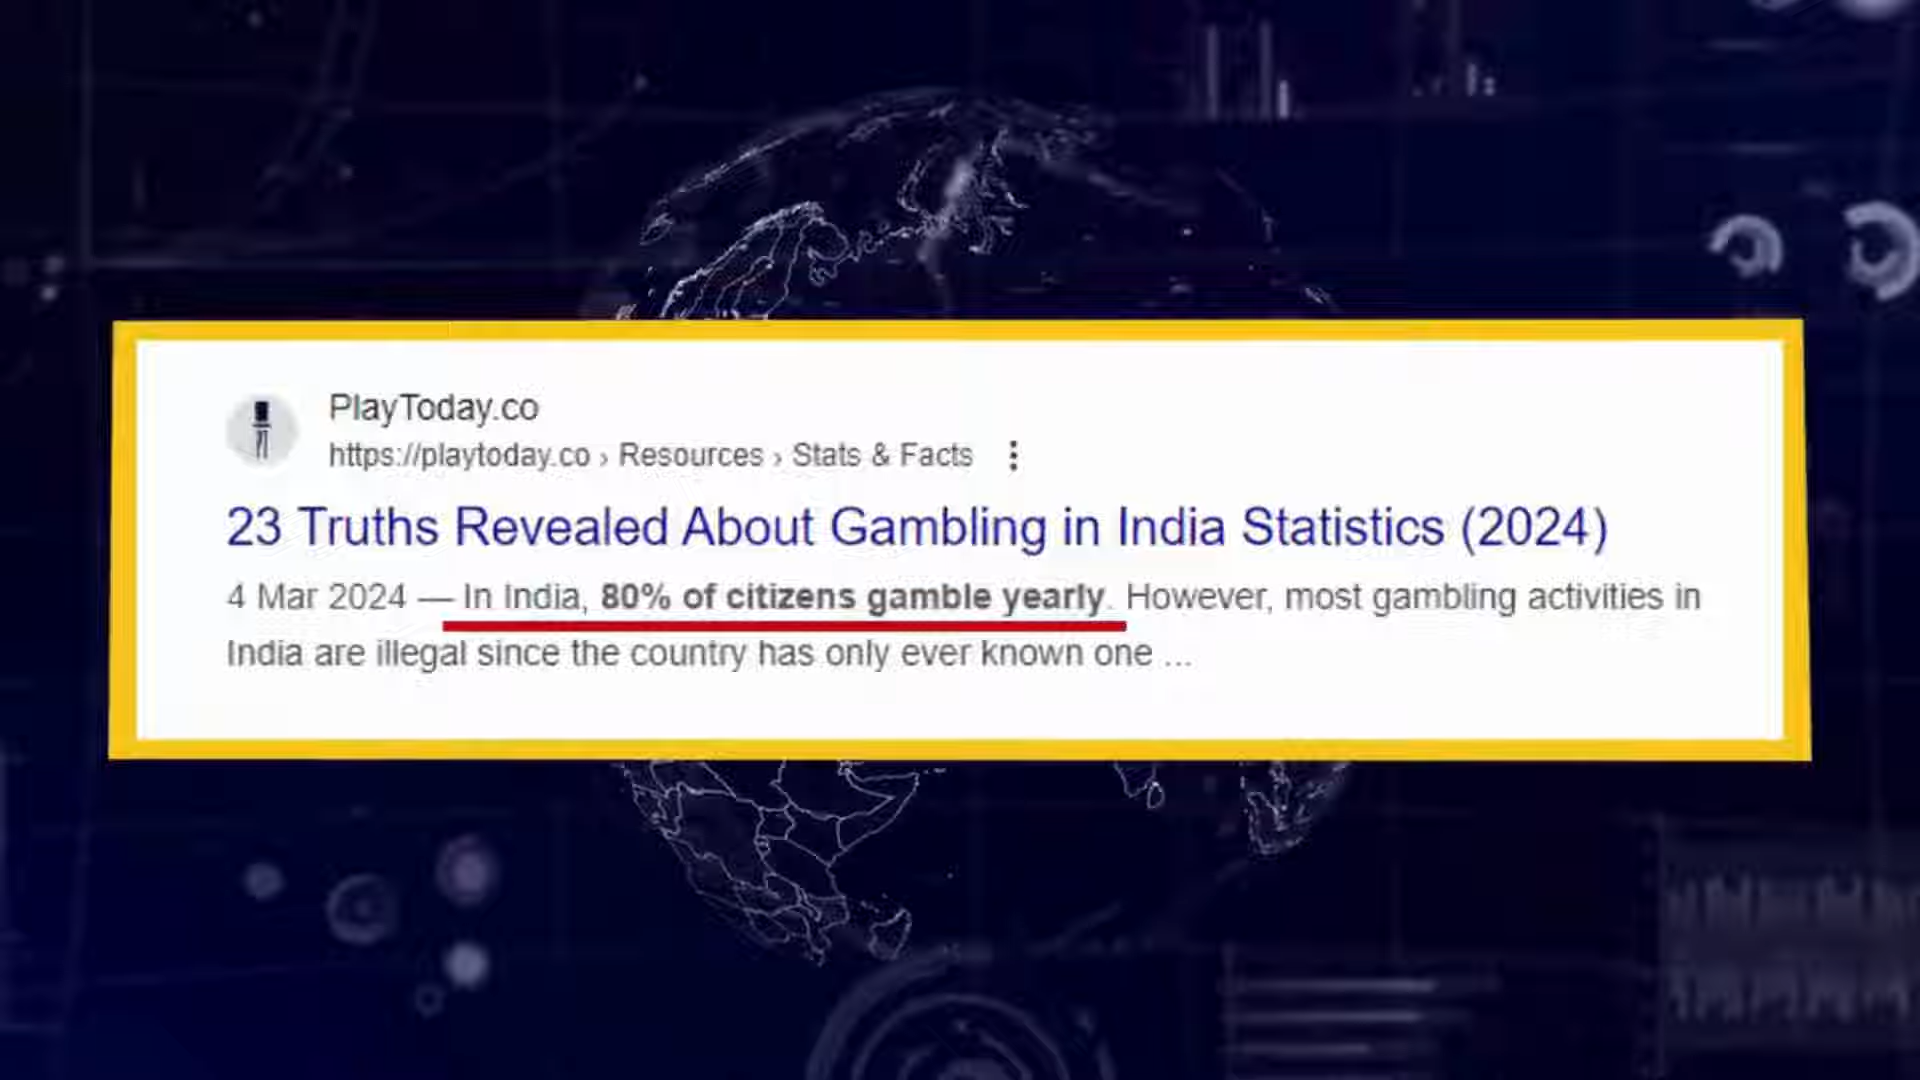 PlayToday.co
https://playtoday.co › Resources › Stats & Facts
23 Truths Revealed About Gambling in India Statistics (2024)
4 Mar 2024 — In India, 80% of citizens gamble yearly. However, most gambling activities in
India are illegal since the country has only ever known one ...